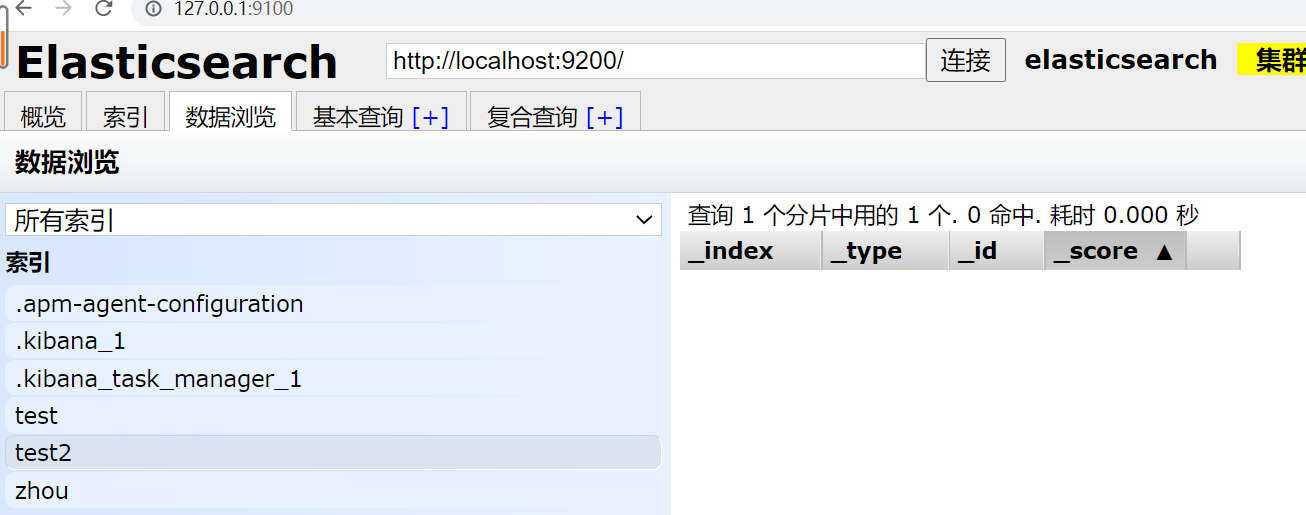 127.0.0.1:9100
Elasticsearch http://localhost:9200/ 连接 elasticsearch 集群
概览 索引 数据浏览 基本查询 [+] 复合查询 [+]
数据浏览
所有索引
索引
.apm-agent-configuration
.kibana_1
.kibana_task_manager_1
test
test2
zhou
查询 1 个分片中用的 1 个. 0 命中. 耗时 0.000 秒
_index _type _id _score ▲